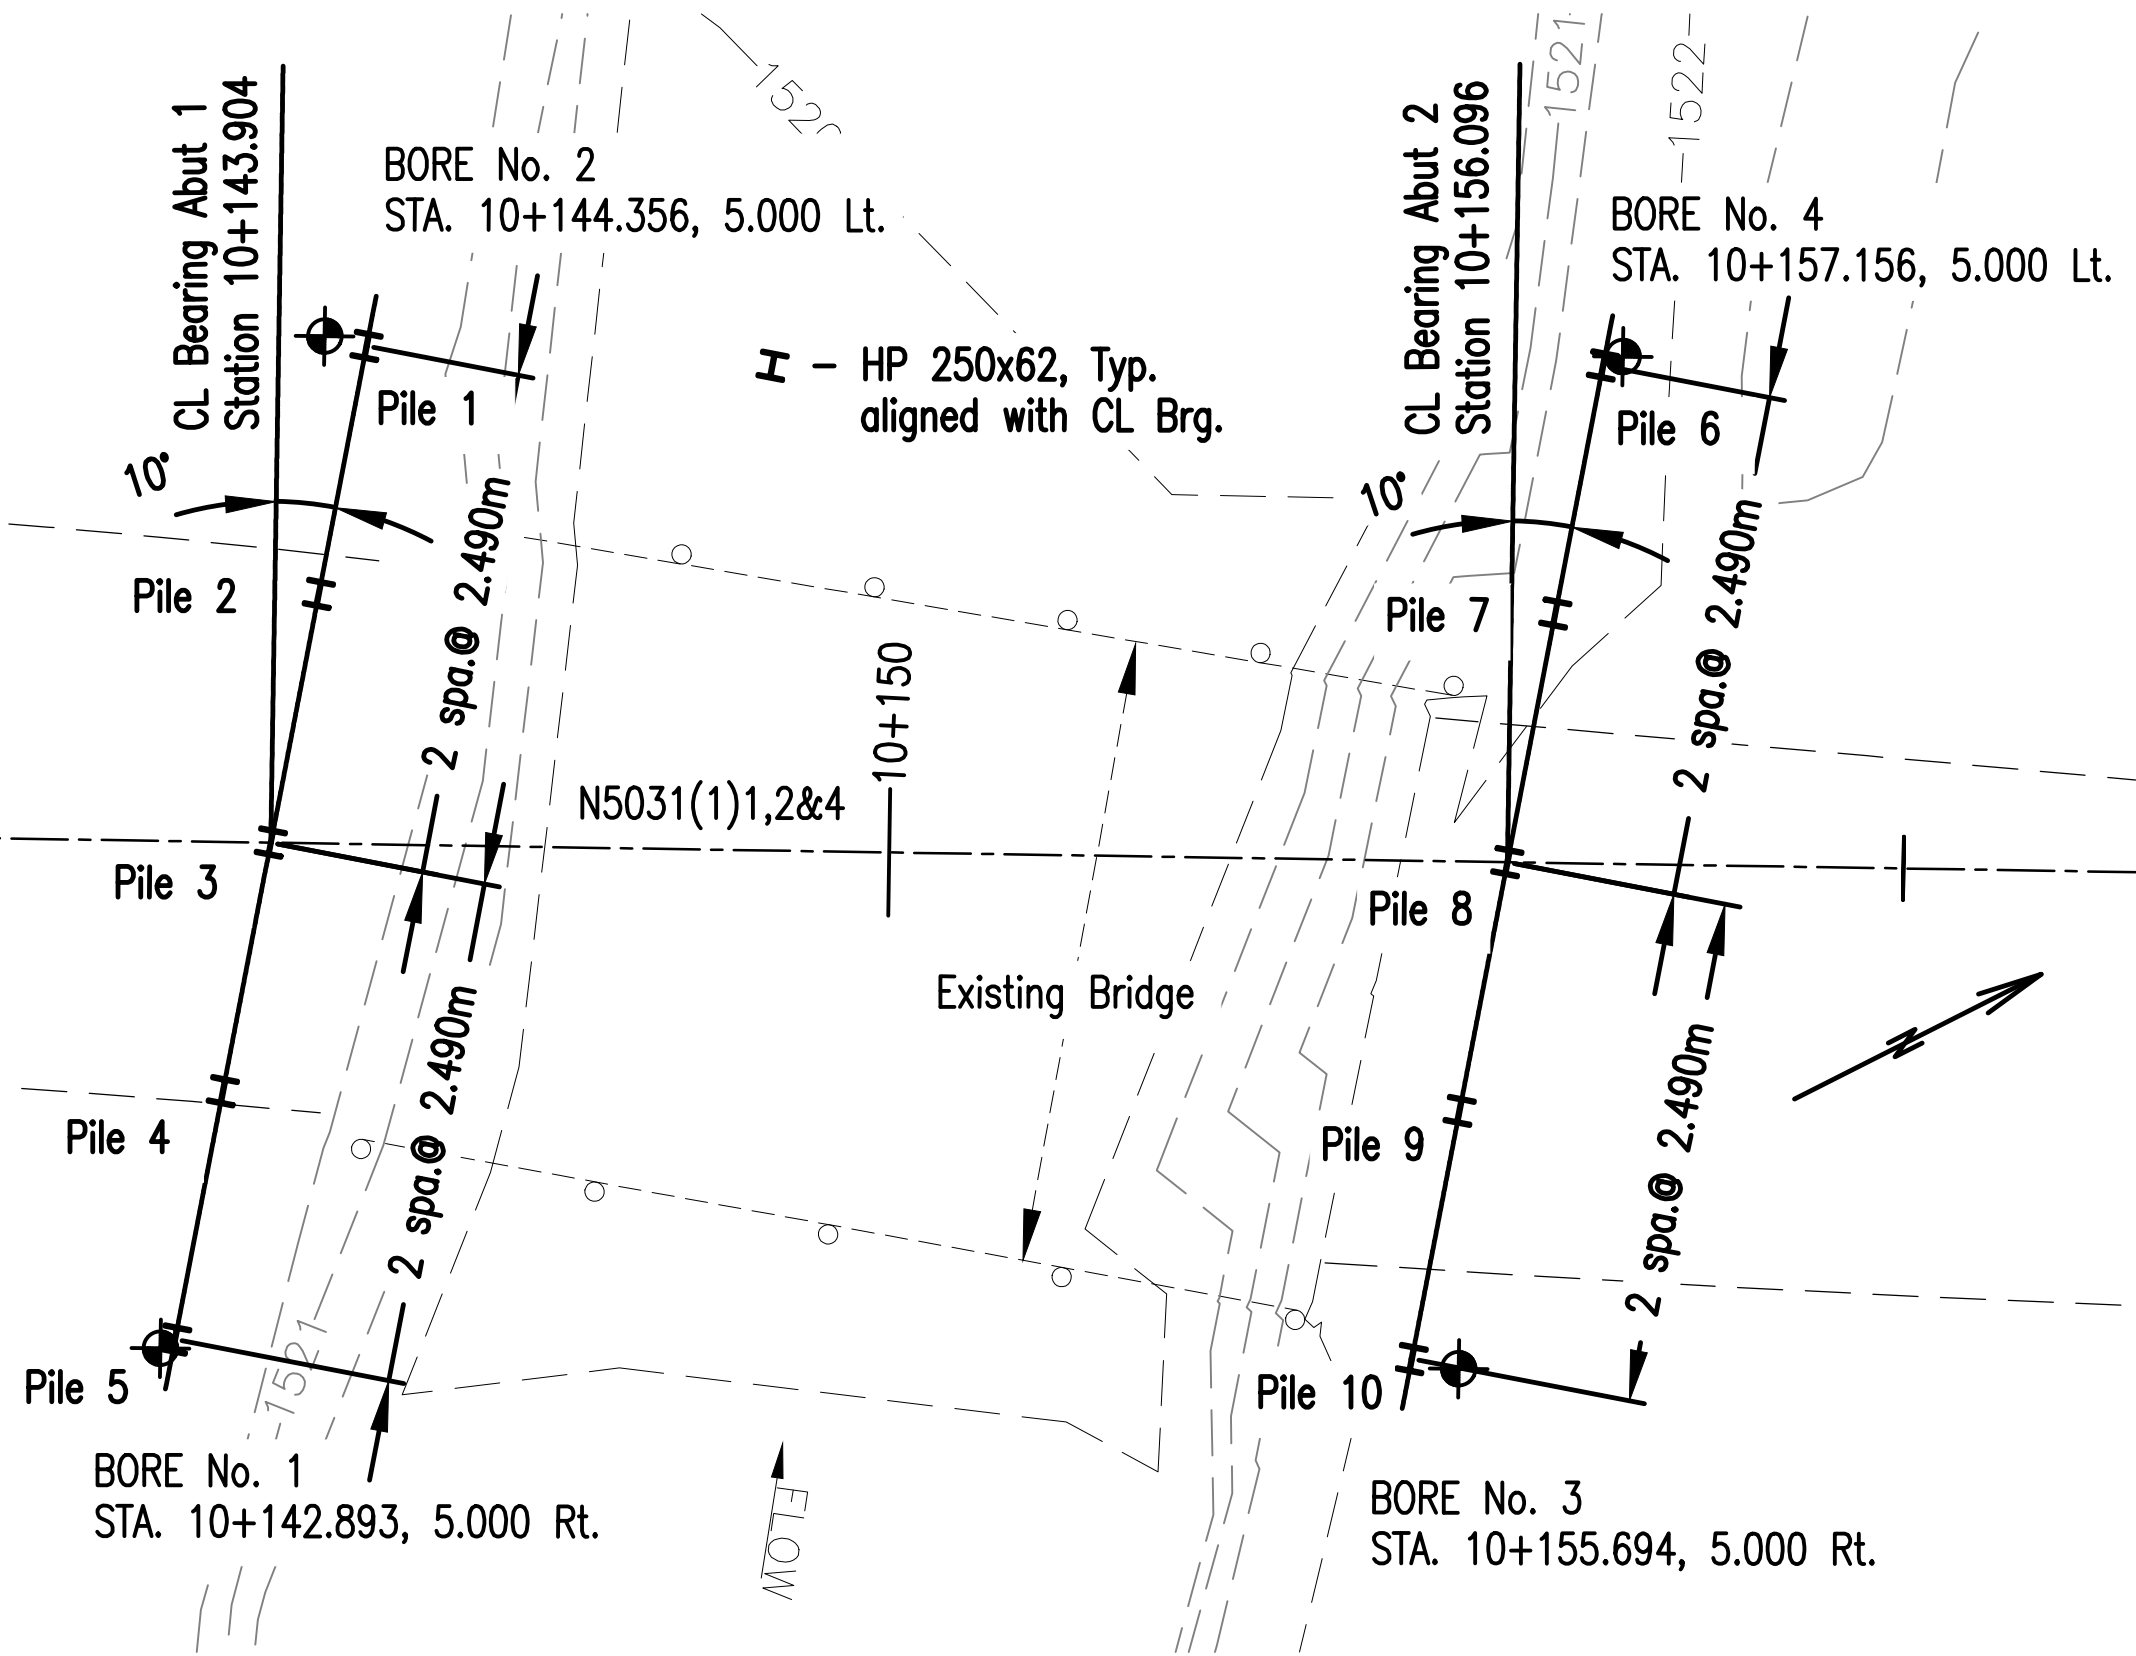 CL Bearing Abut 1
Station 10+143.904
BORE No. 2
STA. 10+144.356, 5.000 Lt.
1520
CL Bearing Abut 2
Station 10+156.096
1521
1522
BORE No. 4
STA. 10+157.156, 5.000 Lt.
- HP 250x62, Typ.
aligned with CL Brg.
Pile 1
Pile 6
10°
10°
2 spa.@ 2.490m
2 spa.@ 2.490m
Pile 2
Pile 7
10+150
N5031(1)1,2&4
Pile 3
Pile 8
Existing Bridge
2 spa.@ 2.490m
2 spa.@ 2.490m
Pile 4
Pile 9
1521
Pile 5
Pile 10
BORE No. 1
STA. 10+142.893, 5.000 Rt.
FLOW
BORE No. 3
STA. 10+155.694, 5.000 Rt.